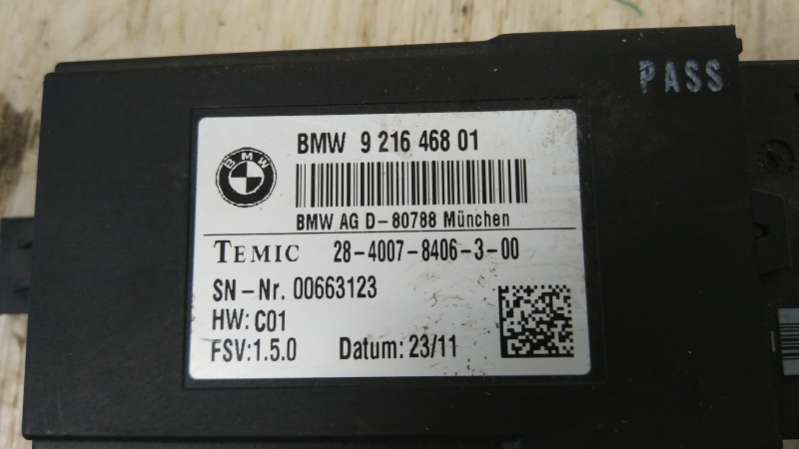 PASS
BMW 9 216 468 01
BMW
BMW AG D-80788 München
TEMIC 28-4007-8406-3-00
SN-Nr. 00663123
HW: C01
FSV:1.5.0 Datum: 23/11